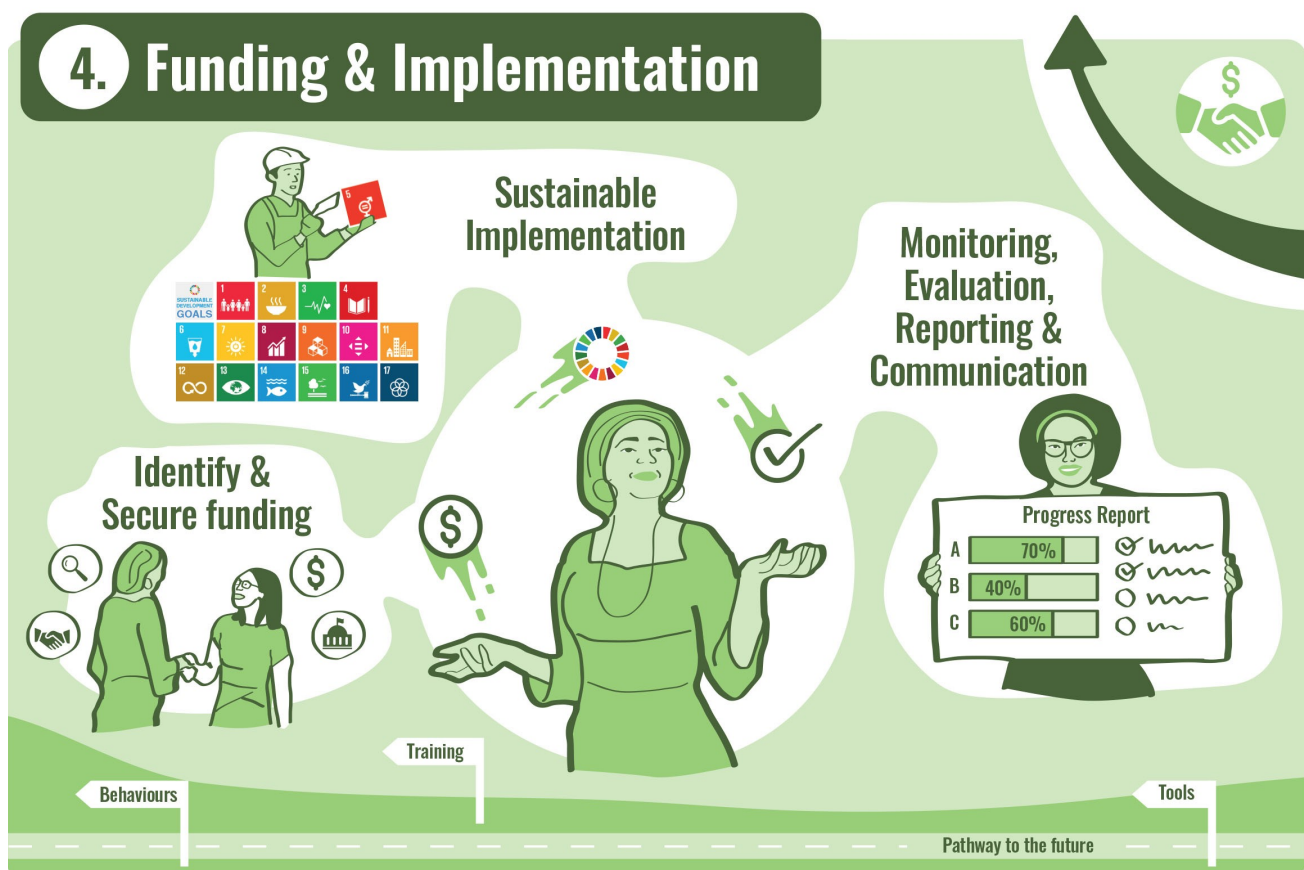 4. Funding & Implementation
$
Sustainable
Implementation
5
SUSTAINABLE
DEVELOPMENT
GOALS
1
2
3
4
6
7
8
9
10
11
12
13
14
15
16
17
Monitoring,
Evaluation,
Reporting &
Communication
Identify &
Secure funding
$
$
Progress Report
A 70%
B 40%
C 60%
Training
Behaviours
Tools
Pathway to the future